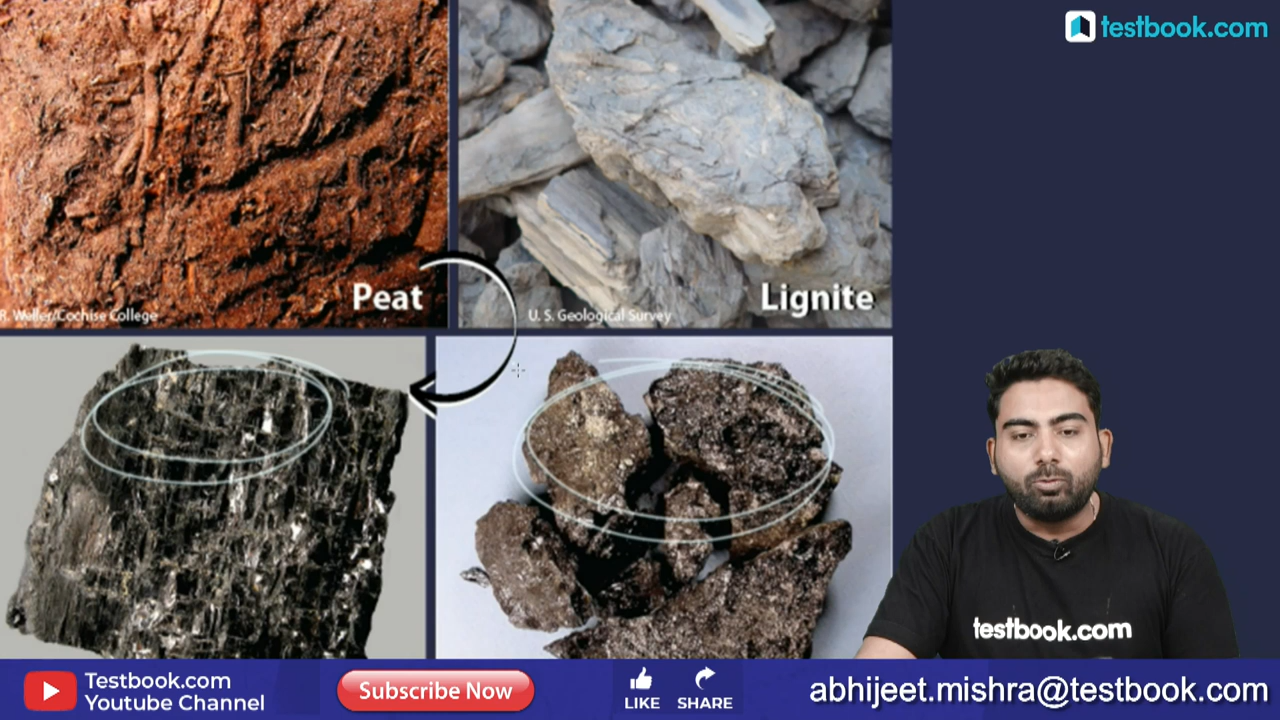 testbook.com
Peat
R. Weller/Cochise College
Lignite
U. S. Geological Survey
testbook.com
Testbook.com
Youtube Channel
Subscribe Now
LIKE
SHARE
abhijeet.mishra@testbook.com